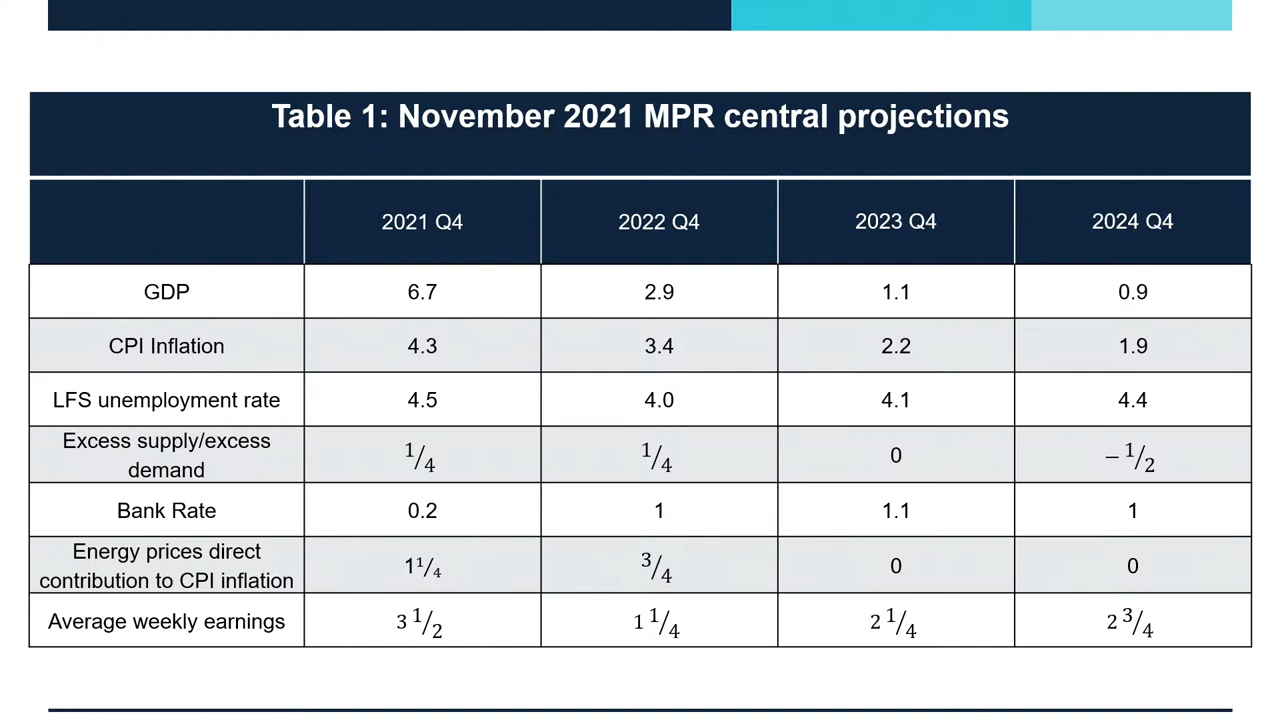 Table 1: November 2021 MPR central projections
2021 Q4 2022 Q4 2023 Q4 2024 Q4
GDP 6.7 2.9 1.1 0.9
CPI Inflation 4.3 3.4 2.2 1.9
LFS unemployment rate 4.5 4.0 4.1 4.4
Excess supply/excess
demand 1/4 1/4 0 – 1/2
Bank Rate 0.2 1 1.1 1
Energy prices direct
contribution to CPI inflation 1 1/4 3/4 0 0
Average weekly earnings 3 1/2 1 1/4 2 1/4 2 3/4